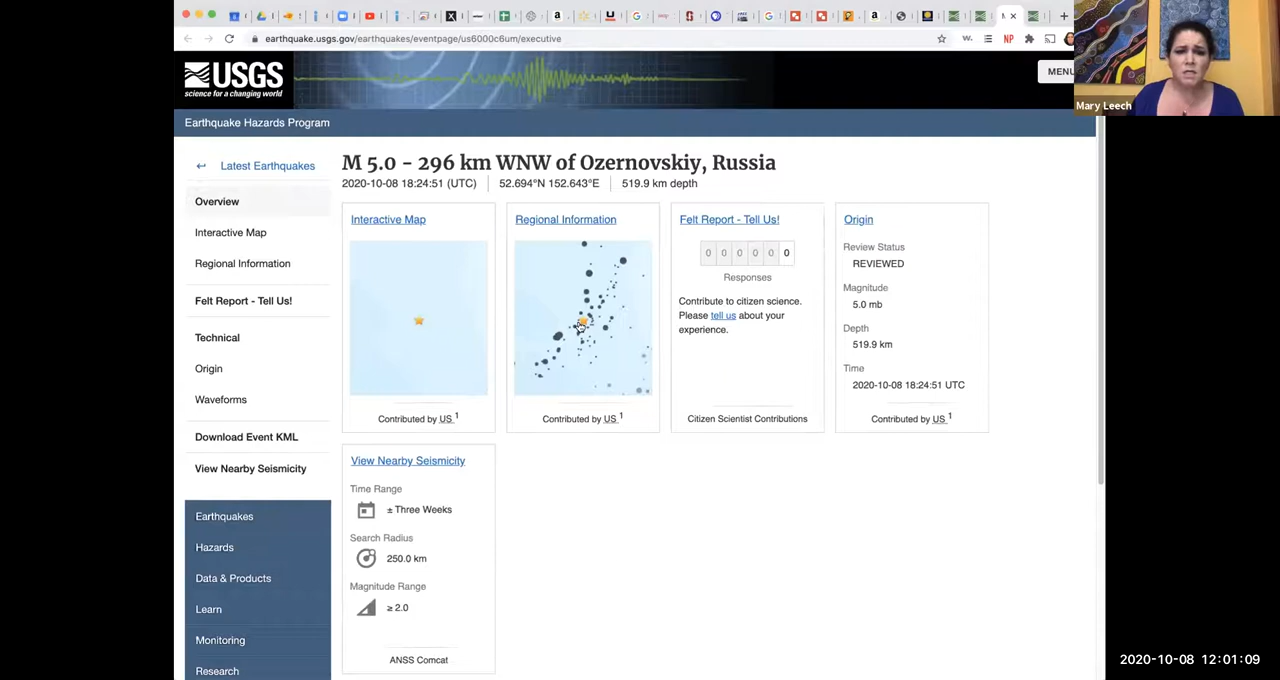 earthquake.usgs.gov/earthquakes/eventpage/us6000c6um/executive
Mary Leech
USGS
science for a changing world
MENU
Earthquake Hazards Program
Latest Earthquakes
Overview
Interactive Map
Regional Information
Felt Report - Tell Us!
Technical
Origin
Waveforms
Download Event KML
View Nearby Seismicity
Earthquakes
Hazards
Data & Products
Learn
Monitoring
Research
M 5.0 - 296 km WNW of Ozernovskiy, Russia
2020-10-08 18:24:51 (UTC) 52.694°N 152.643°E 519.9 km depth
Interactive Map
Contributed by US 1
Regional Information
Contributed by US 1
Felt Report - Tell Us!
0 0 0 0 0 0
Responses
Contribute to citizen science.
Please tell us about your
experience.
Citizen Scientist Contributions
Origin
Review Status
REVIEWED
Magnitude
5.0 mb
Depth
519.9 km
Time
2020-10-08 18:24:51 UTC
Contributed by US 1
View Nearby Seismicity
Time Range
± Three Weeks
Search Radius
250.0 km
Magnitude Range
≥ 2.0
ANSS Comcat
2020-10-08 12:01:09